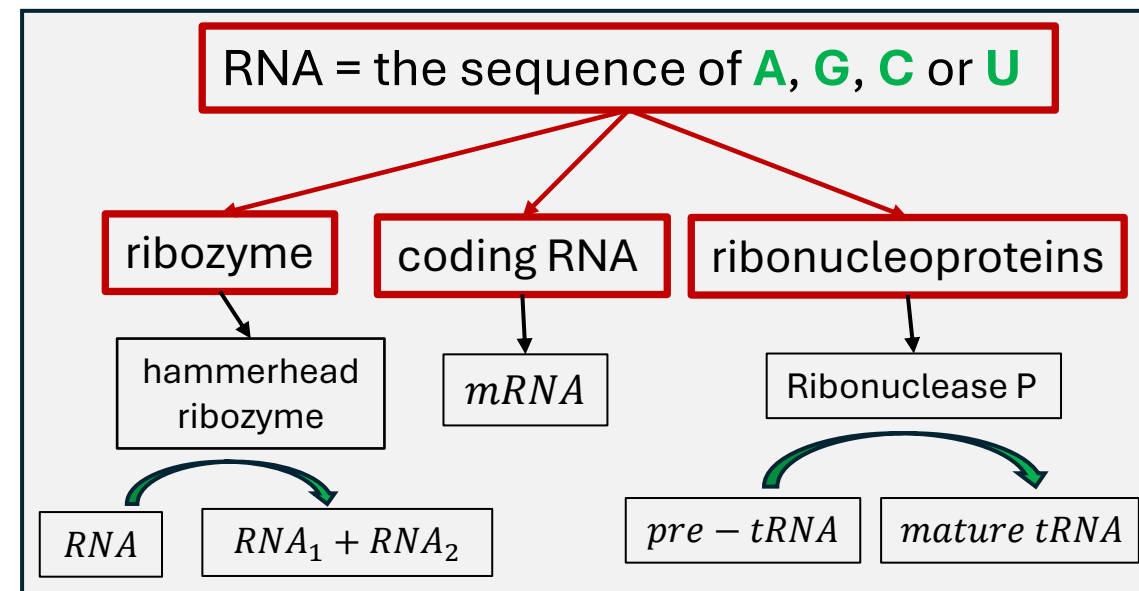 RNA = the sequence of A, G, C or U
ribozyme
coding RNA
ribonucleoproteins
hammerhead
ribozyme
mRNA
Ribonuclease P
RNA
RNA₁ + RNA₂
pre − tRNA
mature tRNA